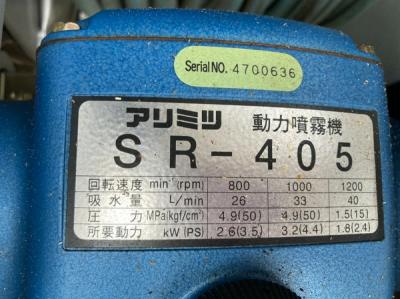 Serial NO. 4700636
アリミツ 動力噴霧機
SR-405
回転速度 min⁻¹(rpm) 800 1000 1200
吸水量 L/min 26 33 40
圧力 MPa(kgf/cm²) 4.9(50) 4.9(50) 1.5(15)
所要動力 kW (PS) 2.6(3.5) 3.2(4.4) 1.8(2.4)